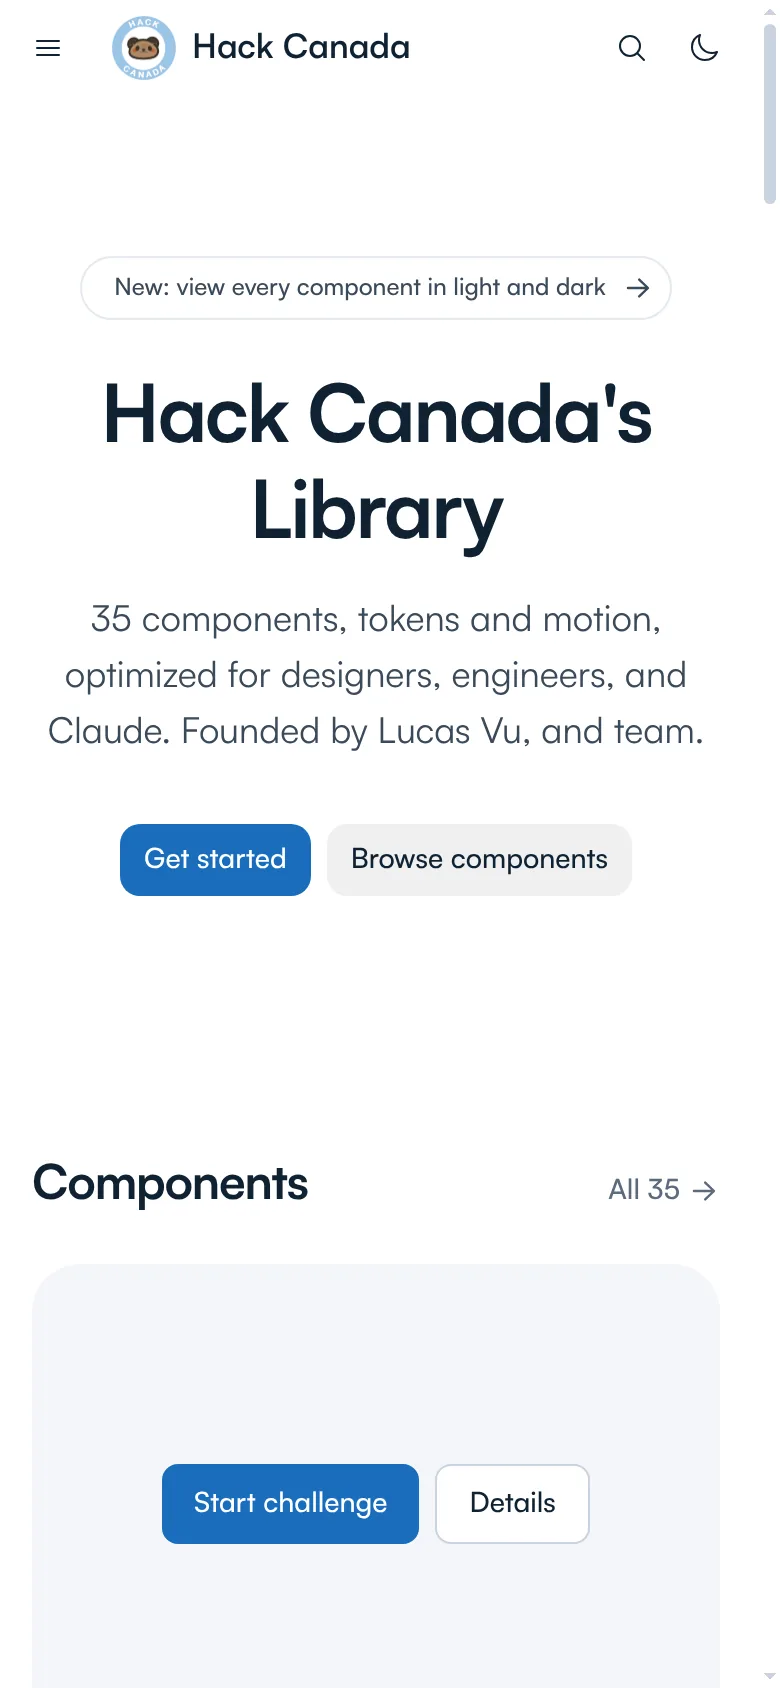 HACK
CANADA
Hack Canada
New: view every component in light and dark →
Hack Canada's
Library
35 components, tokens and motion,
optimized for designers, engineers, and
Claude. Founded by Lucas Vu, and team.
Get started
Browse components
Components
All 35 →
Start challenge
Details